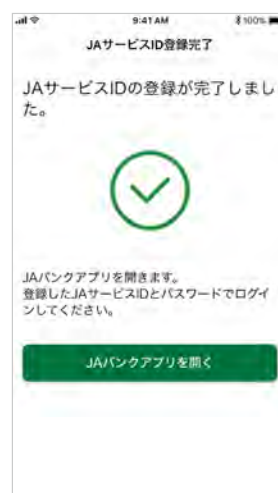 9:41 AM
100%
JAサービスID登録完了
JAサービスIDの登録が完了しまし
た。
JAバンクアプリを開きます。
登録したJAサービスIDとパスワードでログイ
ンしてください。
JAバンクアプリを開く